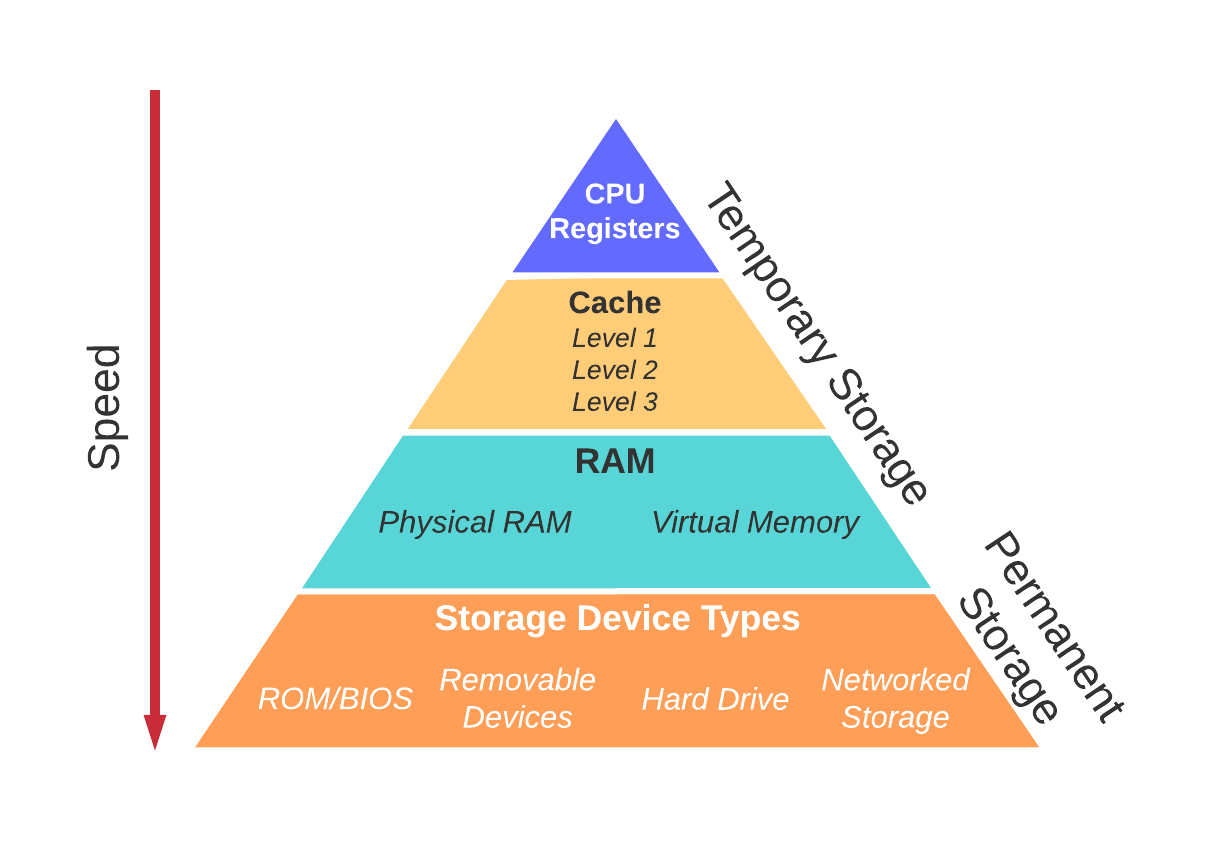 Speed
CPU
Registers
Cache
Level 1
Level 2
Level 3
RAM
Physical RAM
Virtual Memory
Storage Device Types
ROM/BIOS
Removable
Devices
Hard Drive
Networked
Storage
Temporary Storage
Permanent
Storage